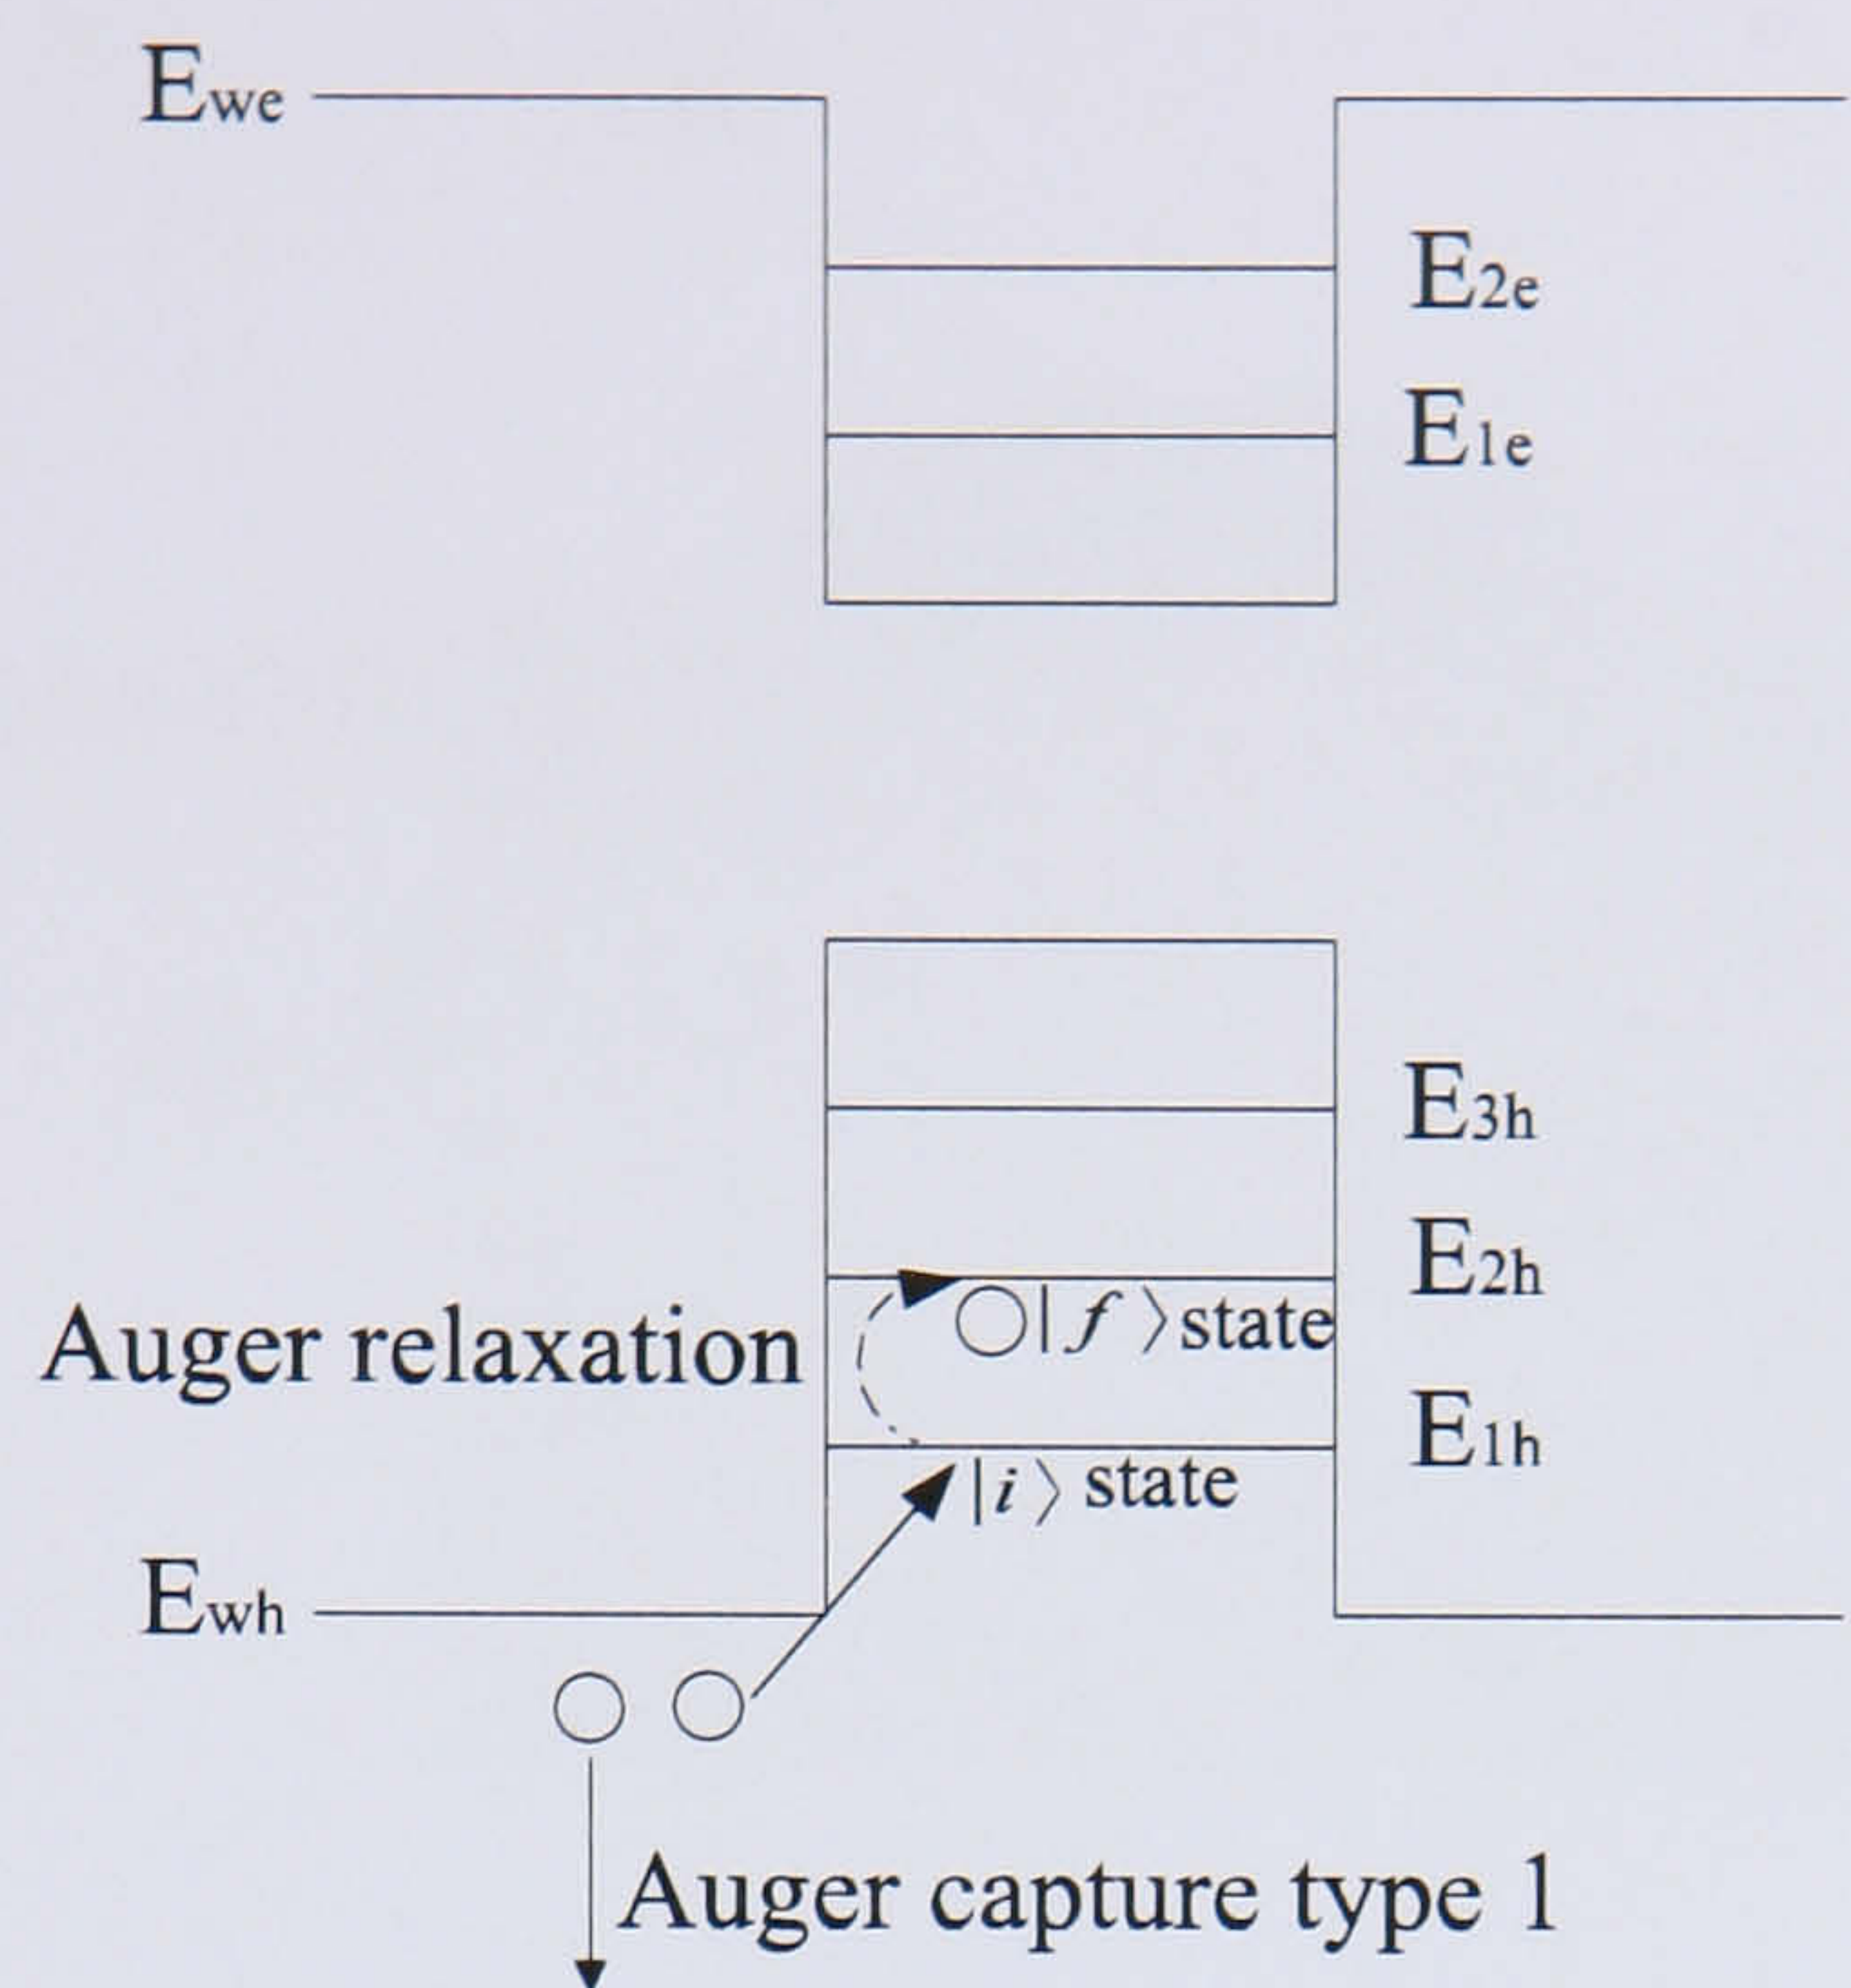 Ewe
E2e
E1e
E3h
E2h
|f⟩state
Auger relaxation
E1h
|i⟩ state
Ewh
Auger capture type 1